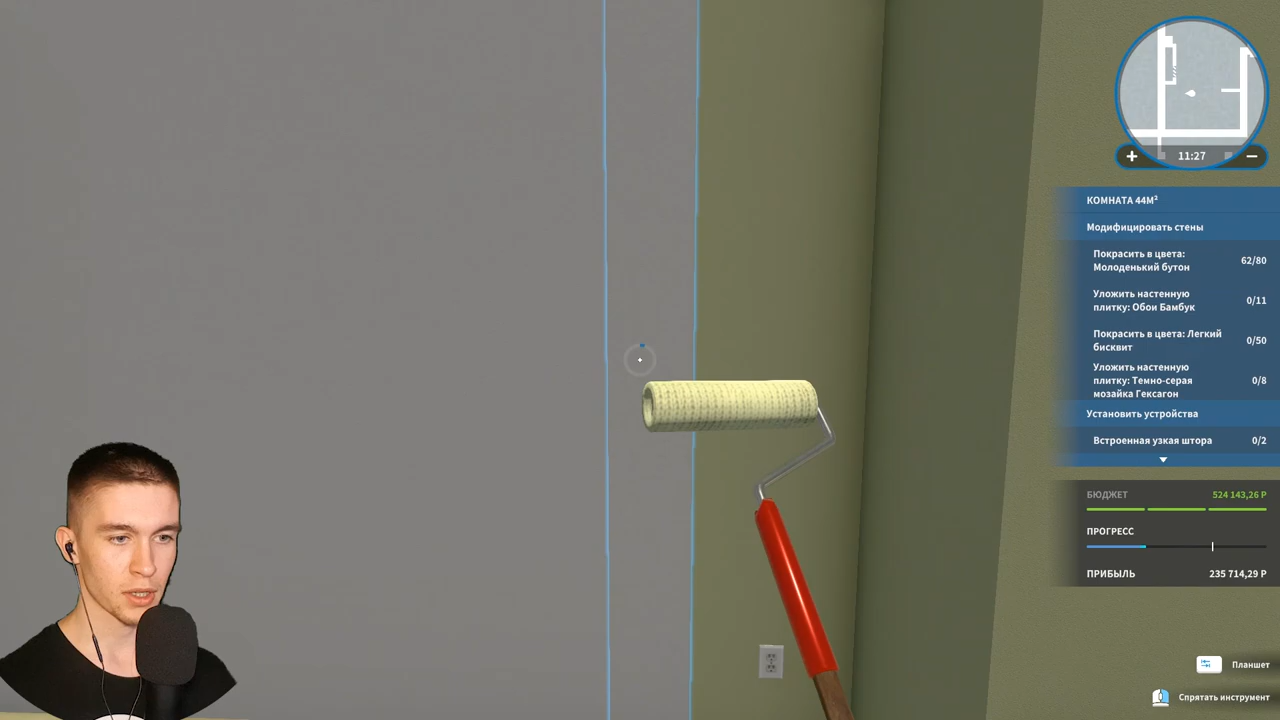 + 11:27 −
КОМНАТА 44М²
Модифицировать стены
Покрасить в цвета:
Молоденький бутон 62/80
Уложить настенную
плитку: Обои Бамбук 0/11
Покрасить в цвета: Легкий
бисквит 0/50
Уложить настенную
плитку: Темно-серая
мозайка Гексагон 0/8
Установить устройства
Встроенная узкая штора 0/2
БЮДЖЕТ 524 143,26 Р
ПРОГРЕСС
ПРИБЫЛЬ 235 714,29 Р
Планшет
Спрятать инструмент